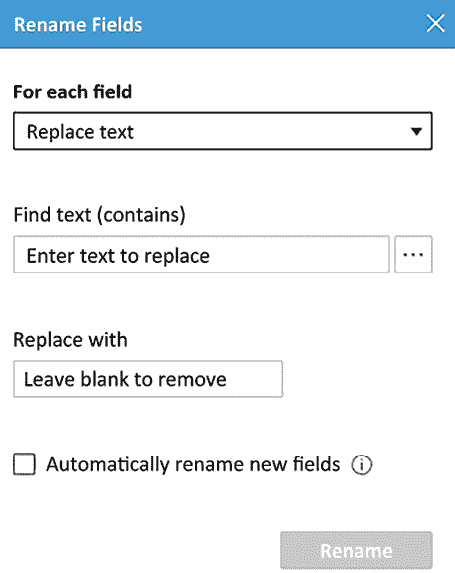 Rename Fields
For each field
Replace text
Find text (contains)
Enter text to replace
...
Replace with
Leave blank to remove
Automatically rename new fields
Rename